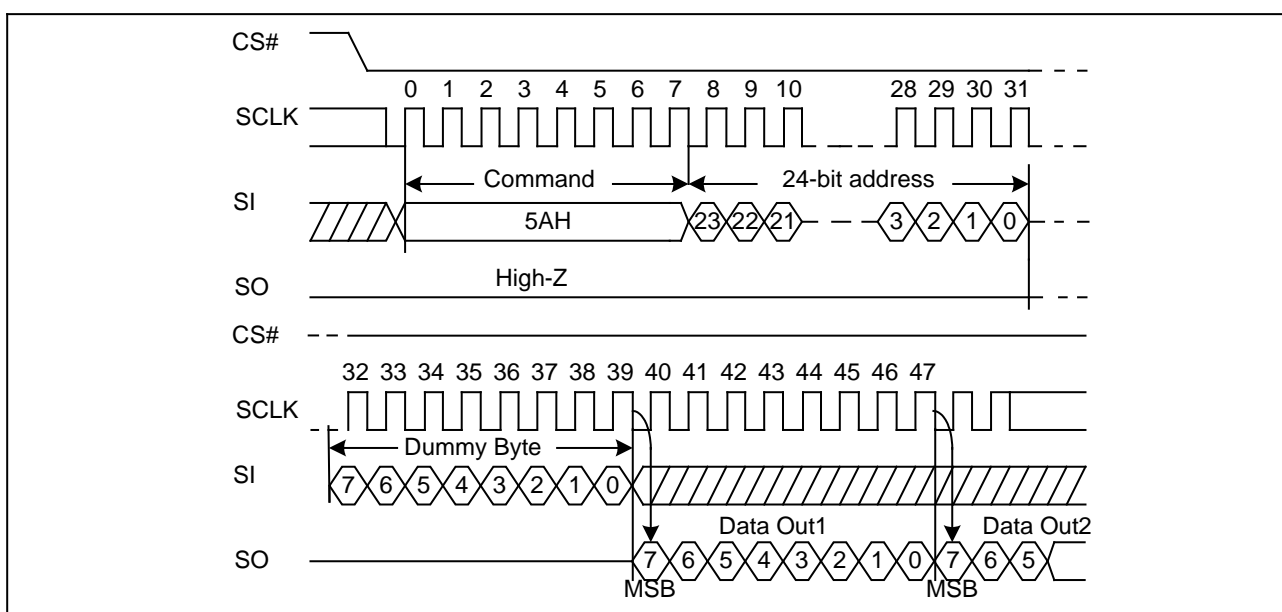 CS#
0 1 2 3 4 5 6 7 8 9 10 28 29 30 31
SCLK
Command 24-bit address
SI
5AH 23 22 21 3 2 1 0
High-Z
SO
CS#
32 33 34 35 36 37 38 39 40 41 42 43 44 45 46 47
SCLK
Dummy Byte
SI
7 6 5 4 3 2 1 0
Data Out1 Data Out2
SO
7 6 5 4 3 2 1 0 7 6 5
MSB MSB